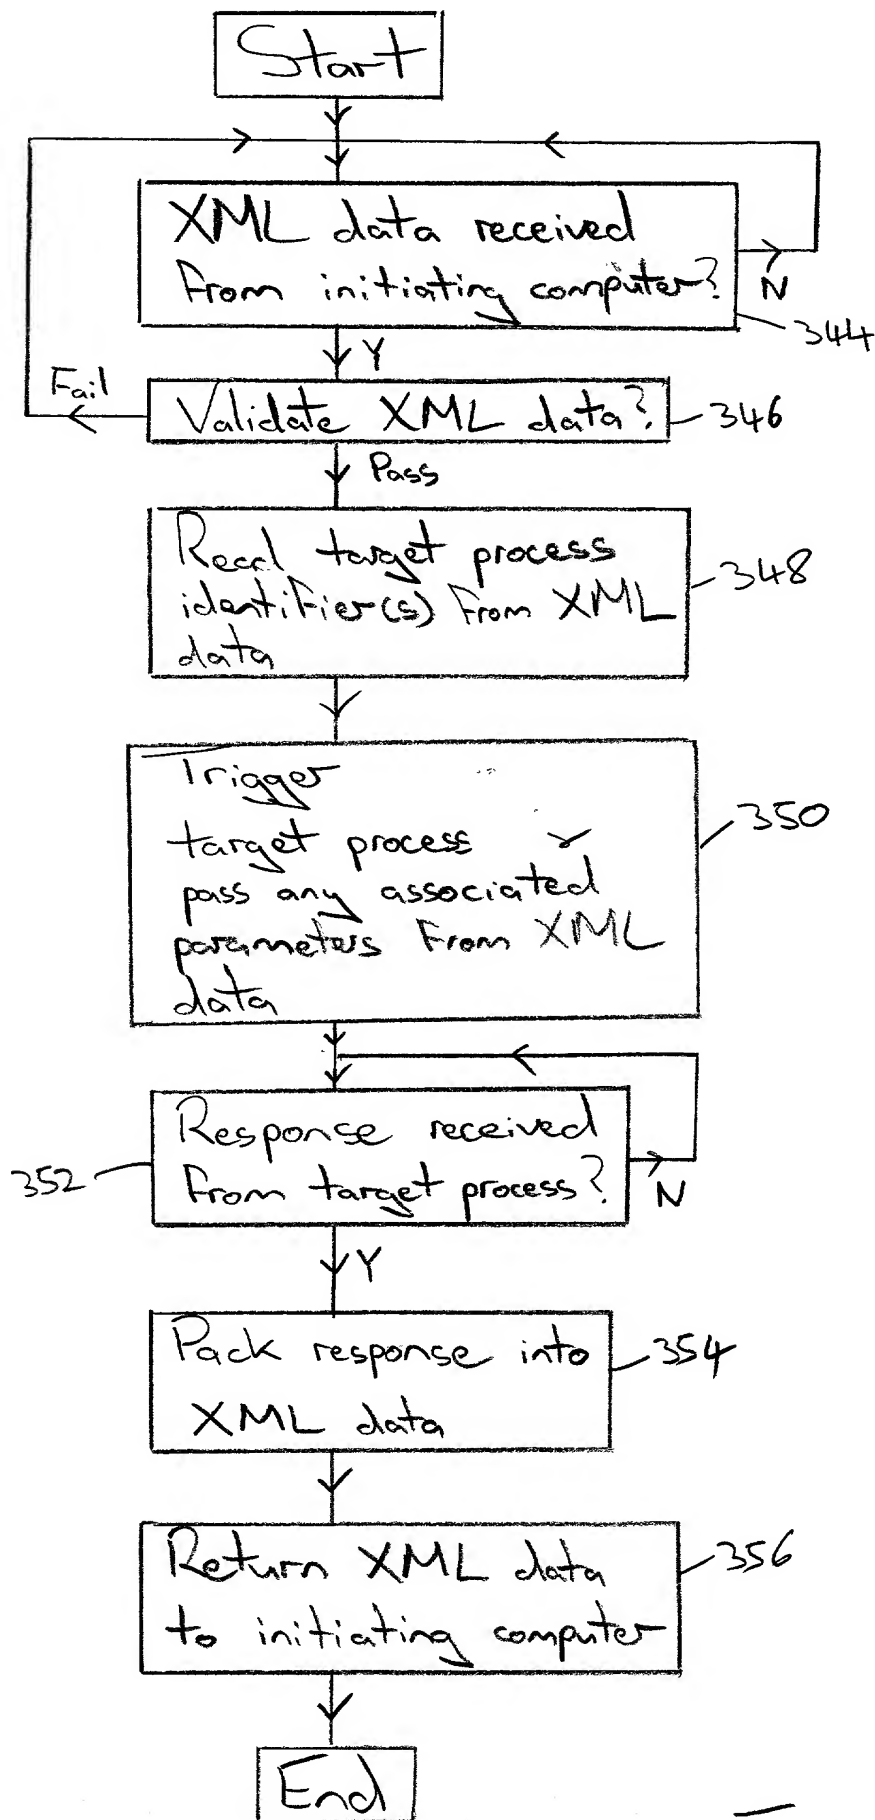 Start
XML data received
from initiating computer?
N
344
Y
Fail
Validate XML data?
346
Pass
Read target process
348
identifier(s) from XML
data
Trigger
350
target process
pass any associated
parameters from XML
data
Response received
352
from target process?
N
Y
Pack response into
354
XML data
Return XML data
356
to initiating computer
End